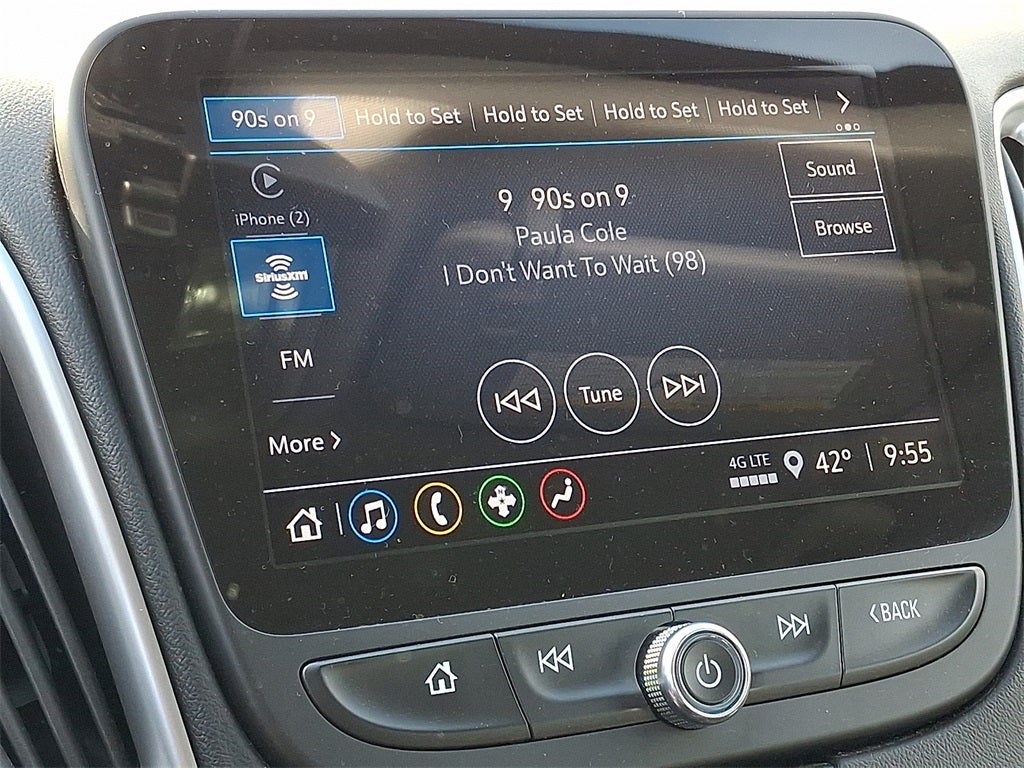 90s on 9 Hold to Set Hold to Set Hold to Set Hold to Set
iPhone (2)
SiriusXM
FM
More
9 90s on 9
Paula Cole
I Don't Want To Wait (98)
Sound
Browse
Tune
4G LTE 42° 9:55
BACK